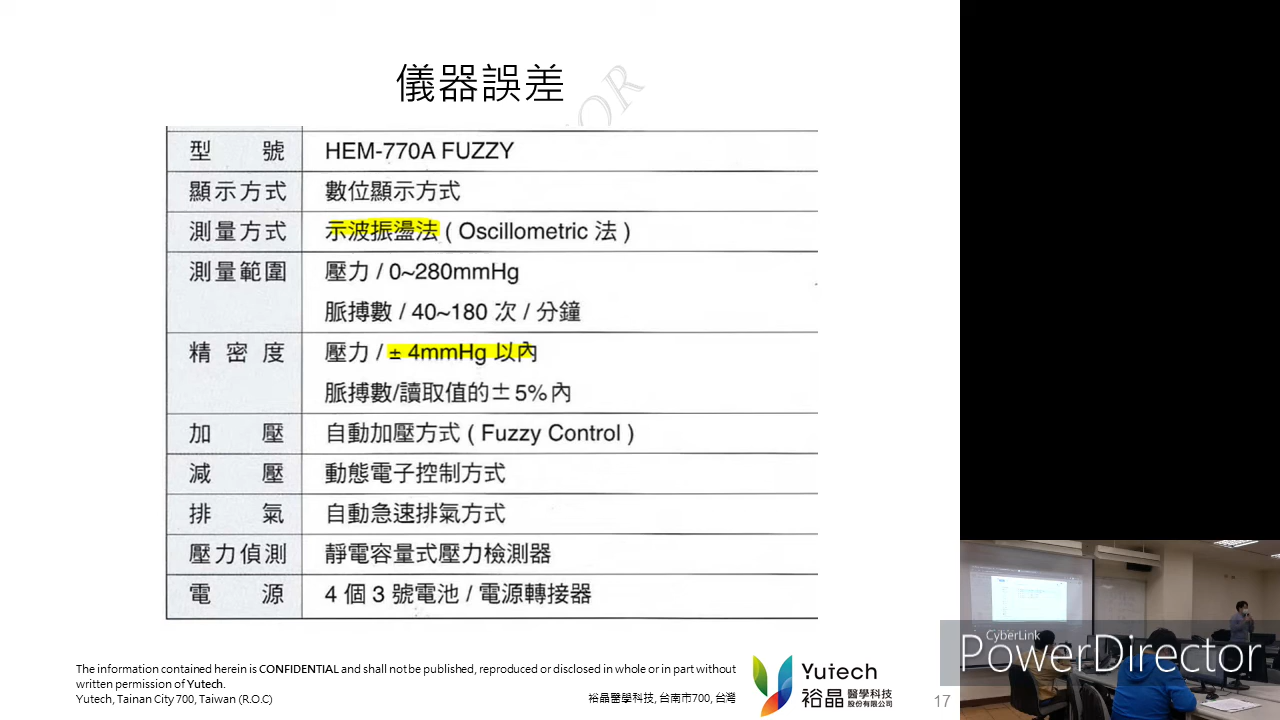 儀器誤差
OR
型 號 HEM-770A FUZZY
顯示方式 數位顯示方式
測量方式 示波振盪法 ( Oscillometric 法 )
測量範圍 壓力 / 0~280mmHg
脈搏數 / 40~180 次 / 分鐘
精密度 壓力 / ± 4mmHg 以內
脈搏數/讀取值的±5%內
加 壓 自動加壓方式 ( Fuzzy Control )
減 壓 動態電子控制方式
排 氣 自動急速排氣方式
壓力偵測 靜電容量式壓力檢測器
電 源 4 個 3 號電池 / 電源轉接器
The information contained herein is CONFIDENTIAL and shall not be published, reproduced or disclosed in whole or in part without
written permission of Yutech.
Yutech, Tainan City 700, Taiwan (R.O.C)
裕晶醫學科技, 台南市700, 台灣
Yutech
裕晶 醫學科技
股份有限公司
17
CyberLink
PowerDirector